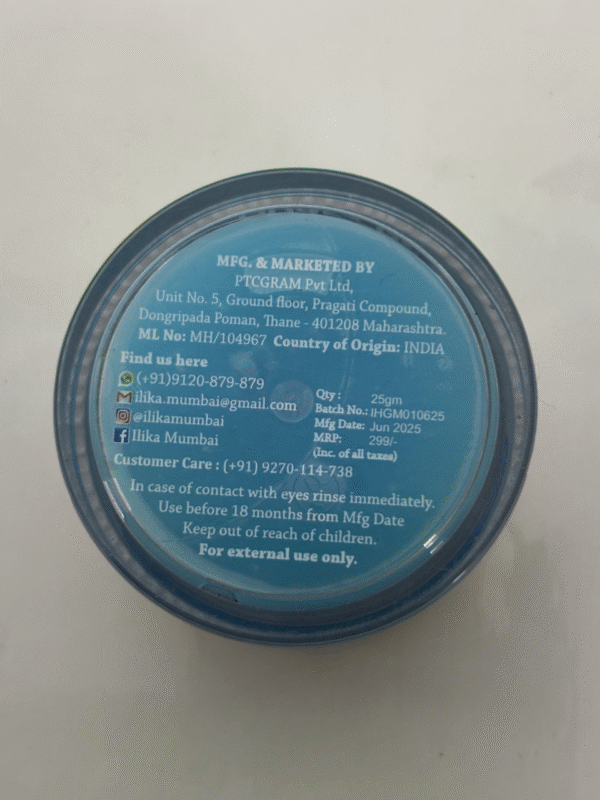 MFG. & MARKETED BY
PTCGRAM Pvt Ltd,
Unit No. 5, Ground floor, Pragati Compound,
Dongripada Poman, Thane - 401208 Maharashtra.
ML No: MH/104967 Country of Origin: INDIA
Find us here
(+91)9120-879-879
ilika.mumbai@gmail.com
@ilikamumbai
Ilika Mumbai
Qty : 25gm
Batch No.: IHGM010625
Mfg Date: Jun 2025
MRP: 299/-
(Inc. of all taxes)
Customer Care : (+91) 9270-114-738
In case of contact with eyes rinse immediately.
Use before 18 months from Mfg Date
Keep out of reach of children.
For external use only.